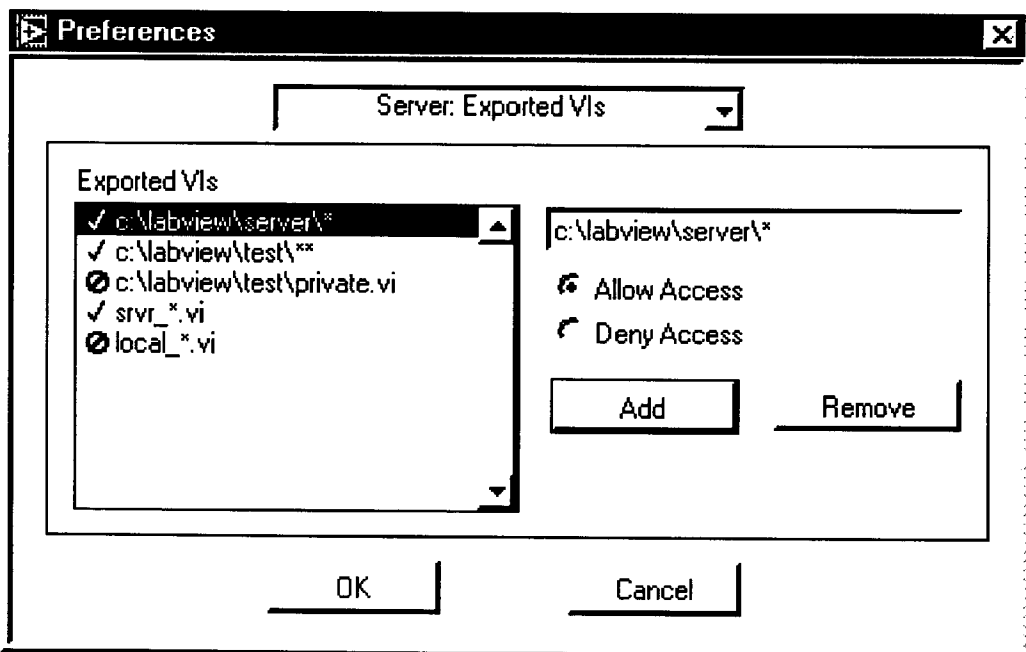 Preferences
Server: Exported VIs
Exported VIs
c:\labview\server\*
c:\labview\test\**
c:\labview\test\private.vi
srvr_*.vi
local_*.vi
c:\labview\server\*
Allow Access
Deny Access
Add
Remove
OK
Cancel